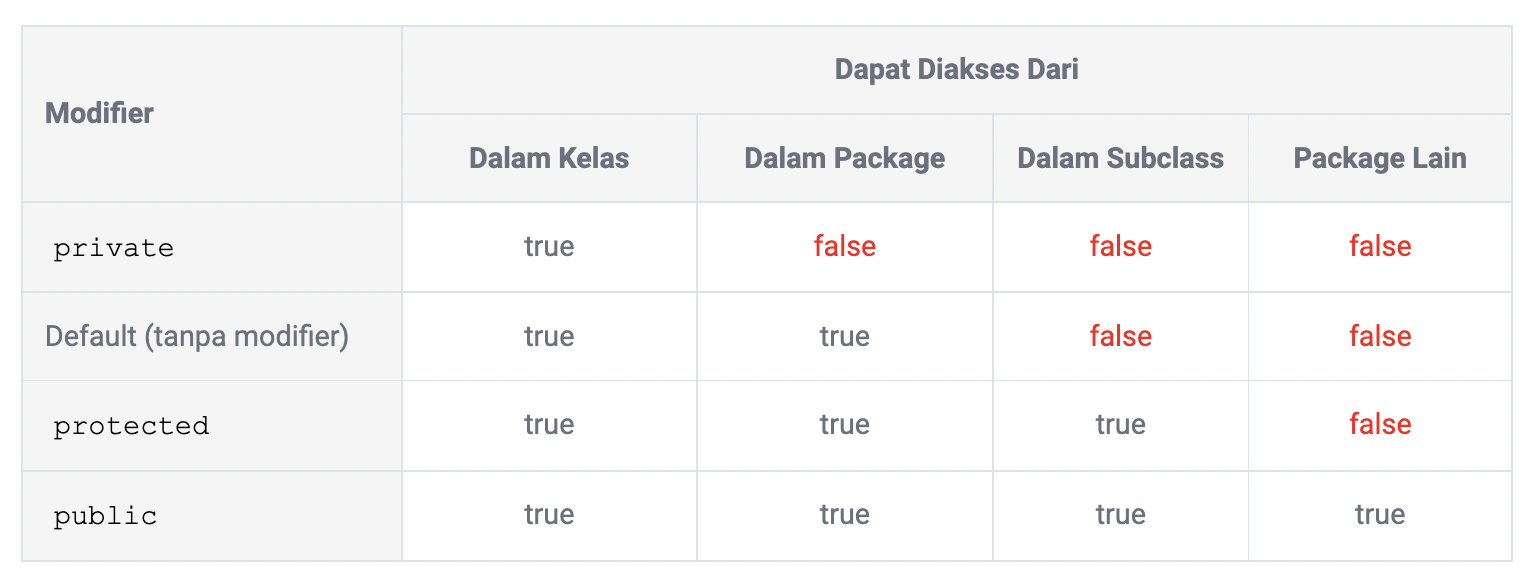 Modifier
Dapat Diakses Dari
Dalam Kelas Dalam Package Dalam Subclass Package Lain
private true false false false
Default (tanpa modifier) true true false false
protected true true true false
public true true true true